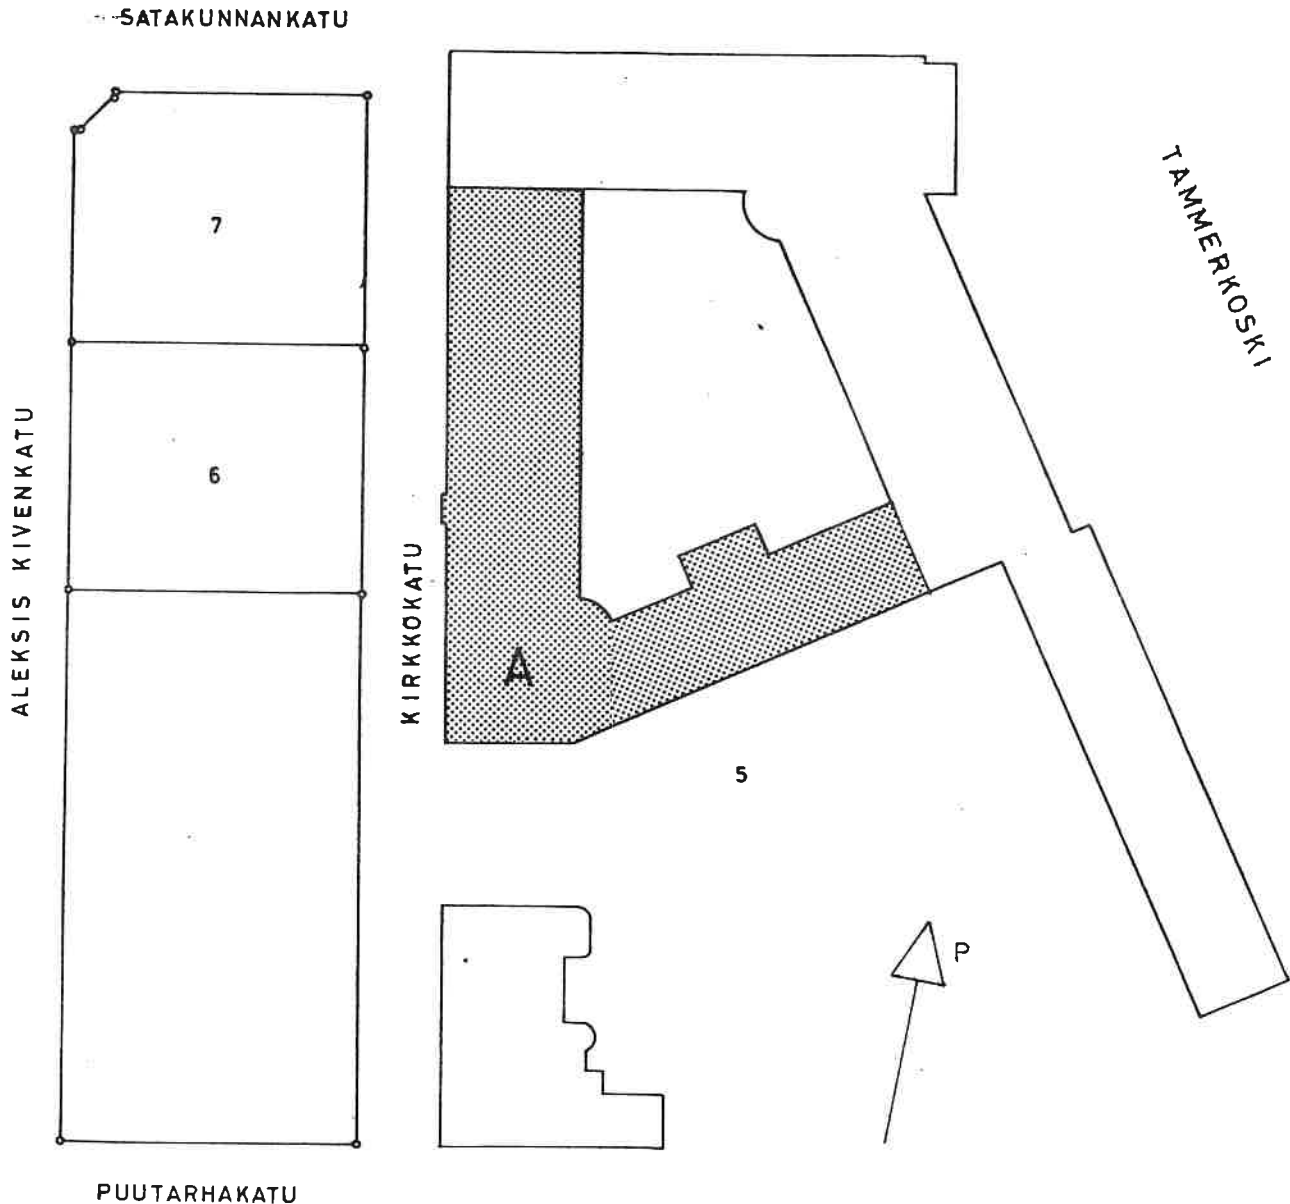 SATAKUNNANKATU
TAMMERKOSKI
7
6
ALEKSIS KIVENKATU
KIRKKOKATU
A
5
P
PUUTARHAKATU